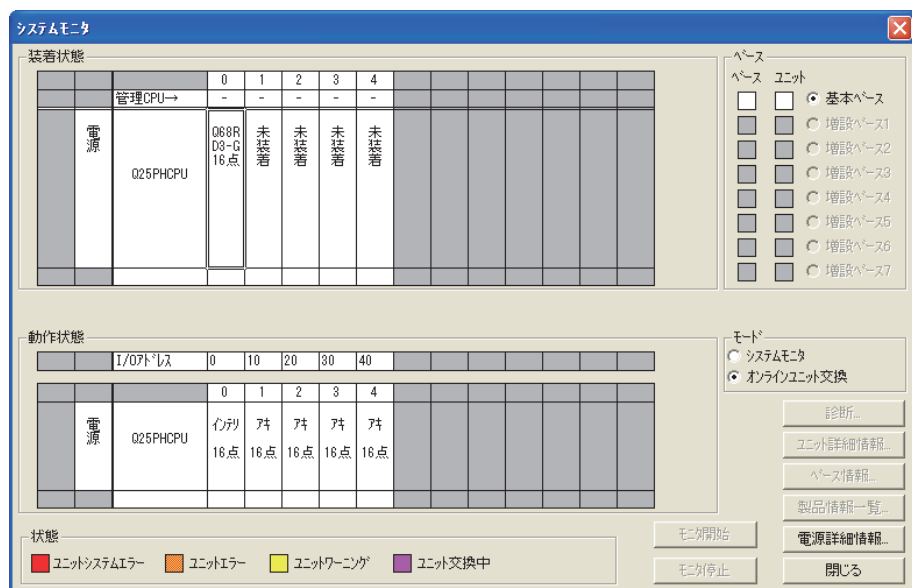 システムモニタ
装着状態
0 1 2 3 4
管理CPU→ - - - - -
電源 Q25PHCPU Q68RD3-G 16点 未装着 未装着 未装着 未装着
ベース
ベース ユニット
基本ベース
増設ベース1
増設ベース2
増設ベース3
増設ベース4
増設ベース5
増設ベース6
増設ベース7
動作状態
I/Oアドレス 0 10 20 30 40
0 1 2 3 4
電源 Q25PHCPU インテリ アキ アキ アキ アキ
16点 16点 16点 16点 16点
モード
システムモニタ
オンラインユニット交換
診断...
ユニット詳細情報...
ベース情報...
製品情報一覧...
電源詳細情報...
閉じる
モニタ開始
モニタ停止
状態
ユニットシステムエラー ユニットエラー ユニットワーニング ユニット交換中